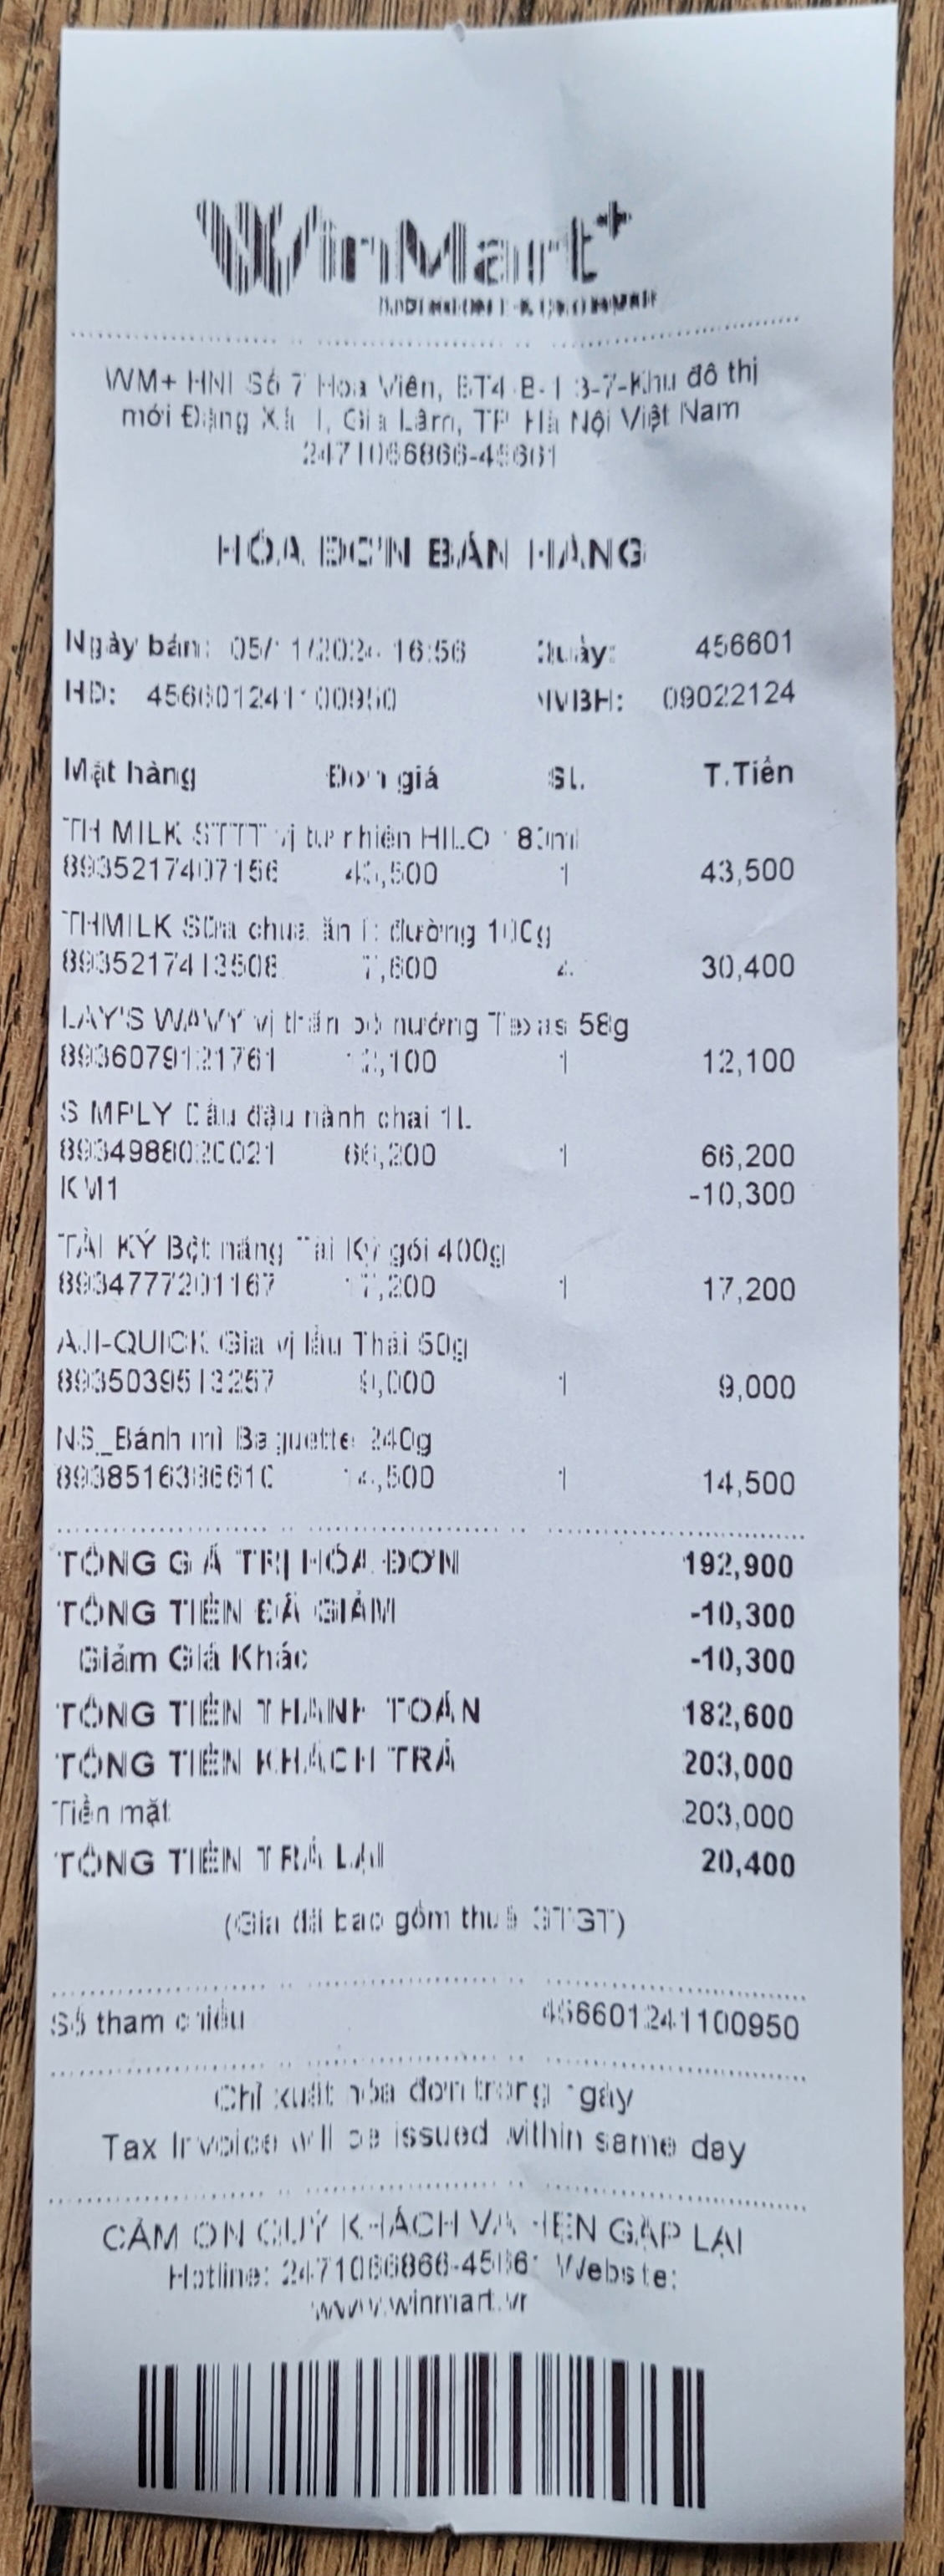 WinMart+
WM+ HNI Số 7 Hoa Viên, BT4-B-1 3-7-Khu đô thị
mới Đặng Xá I, Gia Lâm, TP Hà Nội Việt Nam
2471066866-45661
HÓA ĐƠN BÁN HÀNG
Ngày bán: 05/11/2024 16:56 Quầy: 456601
HD: 456601241100950 NVBH: 09022124
Mặt hàng Đơn giá SL T.Tiền
TH MILK STTT vị tự nhiên HILO 180ml
8935217407156 43,500 1 43,500
THMILK Sữa chua ăn ít đường 100g
8935217413508 7,600 4 30,400
LAY'S WAVY vị thăn bò nướng Texas 58g
8936079121761 12,100 1 12,100
SIMPLY Dầu đậu nành chai 1L
8934988020021 66,200 1 66,200
KM1 -10,300
TÀI KÝ Bột năng Tài Ký gói 400g
8934777201167 17,200 1 17,200
AJI-QUICK Gia vị lẩu Thái 50g
8935039513257 9,000 1 9,000
NS_Bánh mì Baguette 240g
14,500 1 14,500
TỔNG GIÁ TRỊ HÓA ĐƠN 192,900
TỔNG TIỀN ĐÃ GIẢM -10,300
Giảm Giá Khác -10,300
TỔNG TIỀN THANH TOÁN 182,600
TỔNG TIỀN KHÁCH TRẢ 203,000
Tiền mặt 203,000
TỔNG TIỀN TRẢ LẠI 20,400
(Giá đã bao gồm thuế GTGT)
Số tham chiếu 456601241100950
Chỉ xuất hóa đơn trong ngày
Tax Invoice will be issued within same day
CẢM ƠN QUÝ KHÁCH VÀ HẸN GẶP LẠI
Hotline: 2471066866-45661 Website:
www.winmart.vn